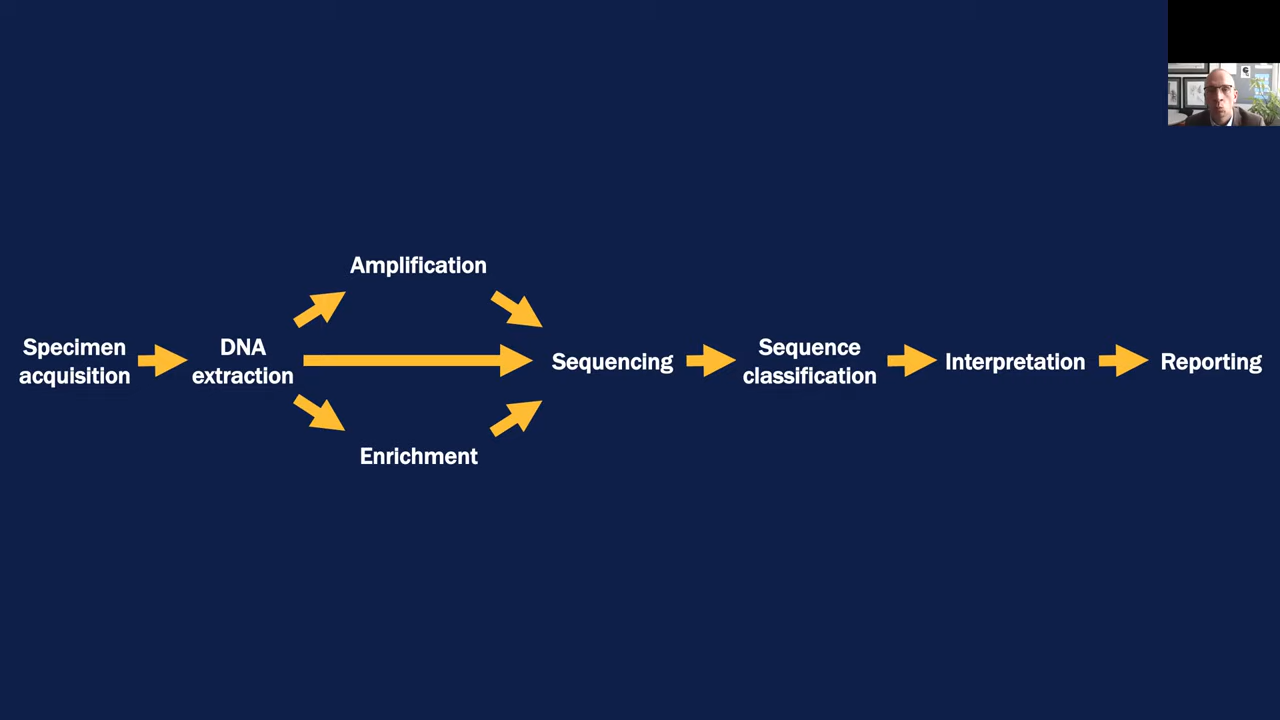 Amplification
Specimen
acquisition
DNA
extraction
Sequencing
Sequence
classification
Interpretation
Reporting
Enrichment